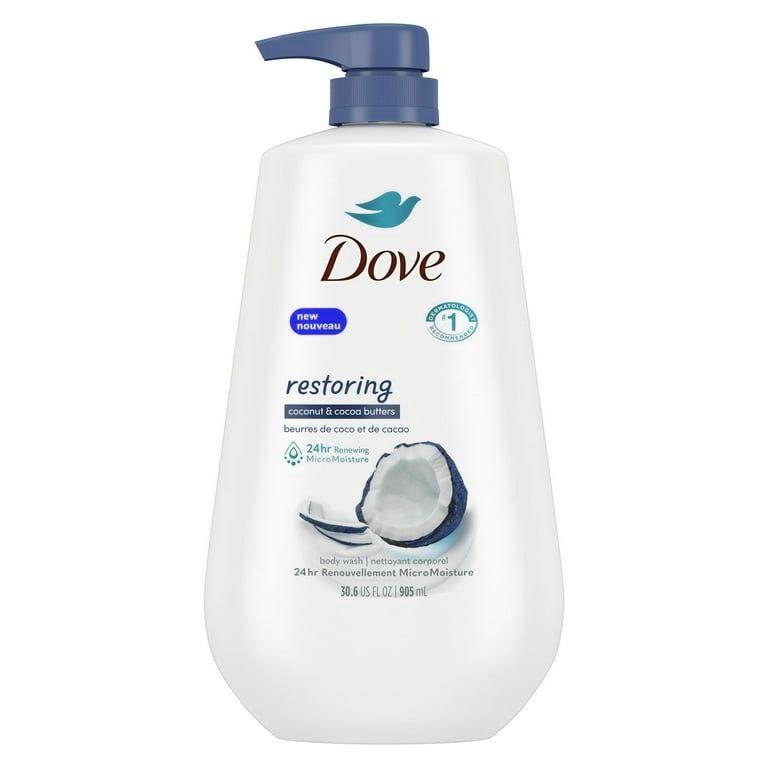 Dove
new
nouveau
DERMATOLOGIST
#1
RECOMMENDED
restoring
coconut & cocoa butters
beurres de coco et de cacao
24hr Renewing
MicroMoisture
body wash | nettoyant corporel
24hr Renouvellement MicroMoisture
30.6 US FL OZ | 905 mL